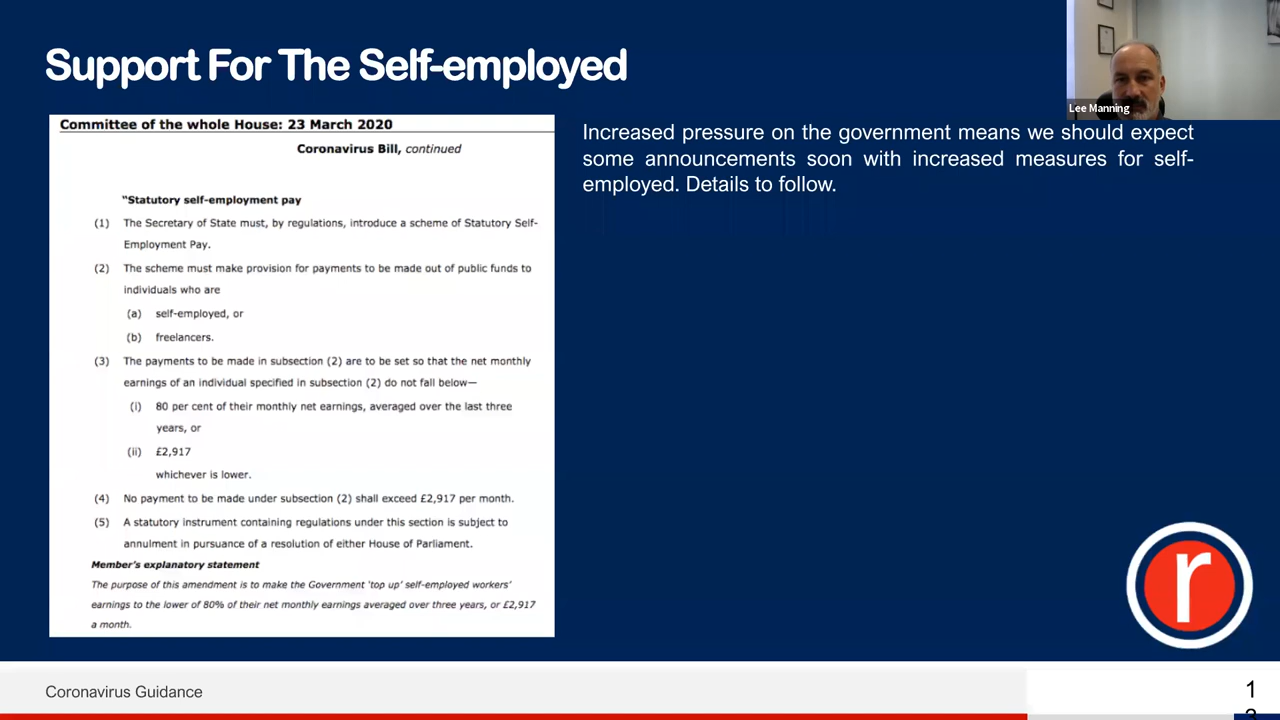 Support For The Self-employed
Lee Manning
Committee of the whole House: 23 March 2020
Coronavirus Bill, continued
"Statutory self-employment pay
(1) The Secretary of State must, by regulations, introduce a scheme of Statutory Self-
Employment Pay.
(2) The scheme must make provision for payments to be made out of public funds to
individuals who are
(a) self-employed, or
(b) freelancers.
(3) The payments to be made in subsection (2) are to be set so that the net monthly
earnings of an individual specified in subsection (2) do not fall below—
(i) 80 per cent of their monthly net earnings, averaged over the last three
years, or
(ii) £2,917
whichever is lower.
(4) No payment to be made under subsection (2) shall exceed £2,917 per month.
(5) A statutory instrument containing regulations under this section is subject to
annulment in pursuance of a resolution of either House of Parliament.
Member's explanatory statement
The purpose of this amendment is to make the Government 'top up' self-employed workers'
earnings to the lower of 80% of their net monthly earnings averaged over three years, or £2,917
a month.
Increased pressure on the government means we should expect
some announcements soon with increased measures for self-
employed. Details to follow.
r
Coronavirus Guidance
1
3